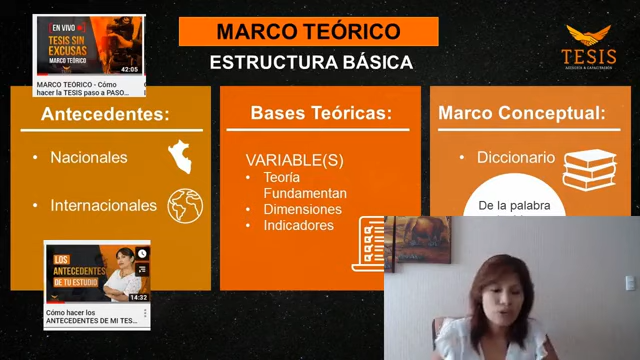 [EN VIVO]
TESIS SIN
EXCUSAS
MARCO TEÓRICO
42:05
MARCO TEÓRICO - Cómo
hacer la TESIS paso a PASO...
MARCO TEÓRICO
ESTRUCTURA BÁSICA
TESIS
Antecedentes:
• Nacionales
• Internacionales
Bases Teóricas:
VARIABLE(S)
• Teoría
Fundamentan
• Dimensiones
• Indicadores
Marco Conceptual:
• Diccionario
De la palabra
LOS
ANTECEDENTES
DE TU ESTUDIO
14:32
Cómo hacer los
ANTECEDENTES DE MI TES...